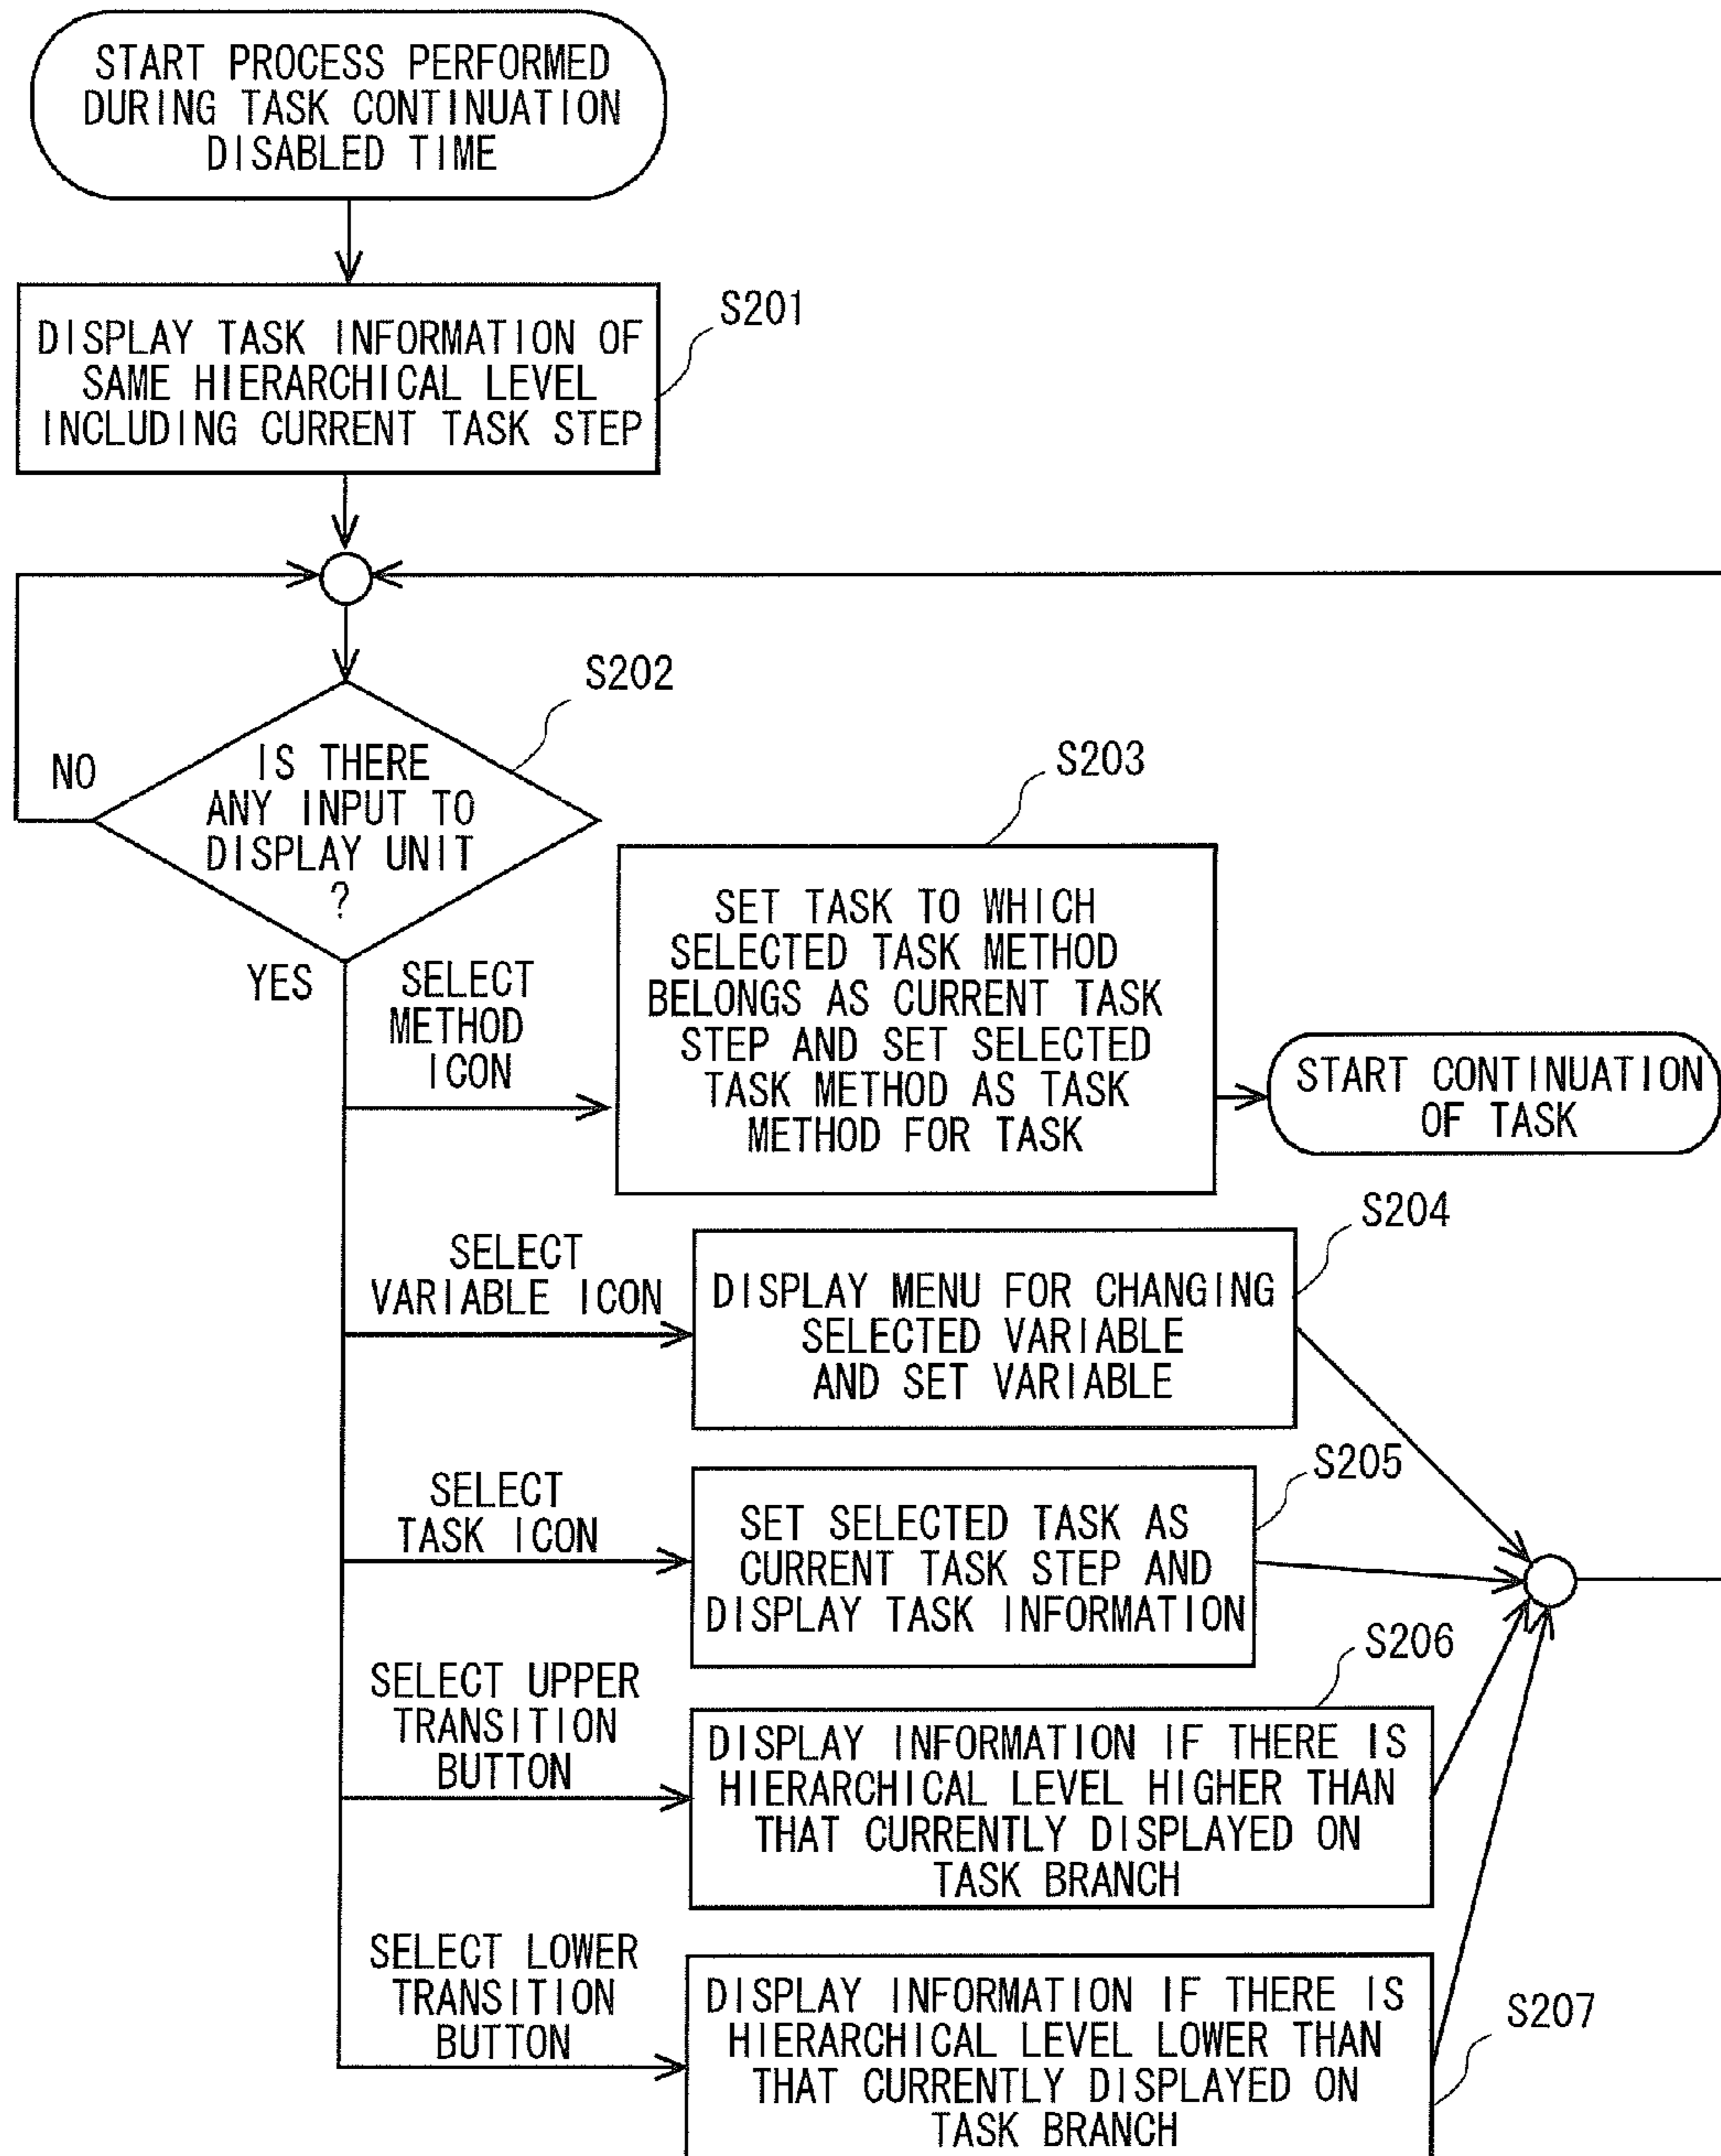 START PROCESS PERFORMED
DURING TASK CONTINUATION
DISABLED TIME
S201
DISPLAY TASK INFORMATION OF
SAME HIERARCHICAL LEVEL
INCLUDING CURRENT TASK STEP
S202
NO
IS THERE
ANY INPUT TO
DISPLAY UNIT
?
YES
SELECT
METHOD
ICON
S203
SET TASK TO WHICH
SELECTED TASK METHOD
BELONGS AS CURRENT TASK
STEP AND SET SELECTED
TASK METHOD AS TASK
METHOD FOR TASK
START CONTINUATION
OF TASK
SELECT
VARIABLE ICON
S204
DISPLAY MENU FOR CHANGING
SELECTED VARIABLE
AND SET VARIABLE
SELECT
TASK ICON
S205
SET SELECTED TASK AS
CURRENT TASK STEP AND
DISPLAY TASK INFORMATION
SELECT UPPER
TRANSITION
BUTTON
S206
DISPLAY INFORMATION IF THERE IS
HIERARCHICAL LEVEL HIGHER THAN
THAT CURRENTLY DISPLAYED ON
TASK BRANCH
SELECT LOWER
TRANSITION
BUTTON
S207
DISPLAY INFORMATION IF THERE IS
HIERARCHICAL LEVEL LOWER THAN
THAT CURRENTLY DISPLAYED ON
TASK BRANCH